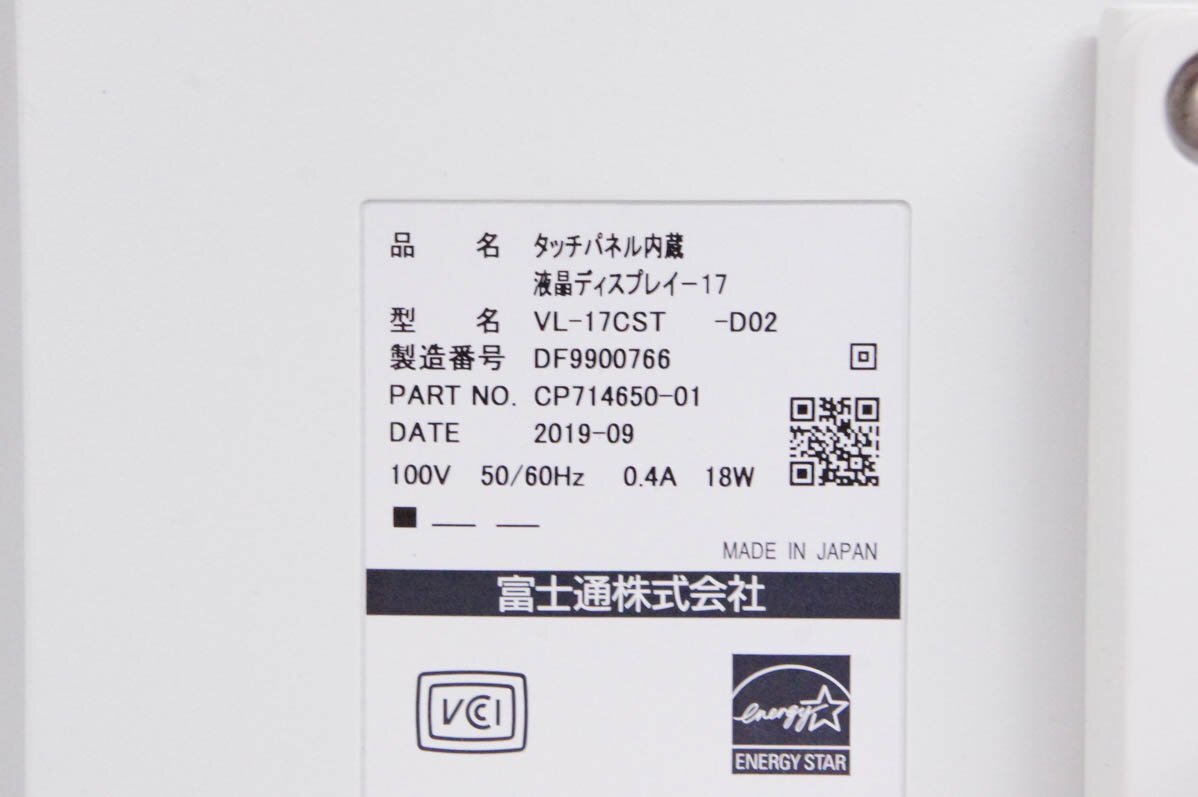 品 名 タッチパネル内蔵
液晶ディスプレイ-17
型 名 VL-17CST -D02
製造番号 DF9900766
PART NO. CP714650-01
DATE 2019-09
100V 50/60Hz 0.4A 18W
MADE IN JAPAN
富士通株式会社
VCCI
energy
ENERGY STAR